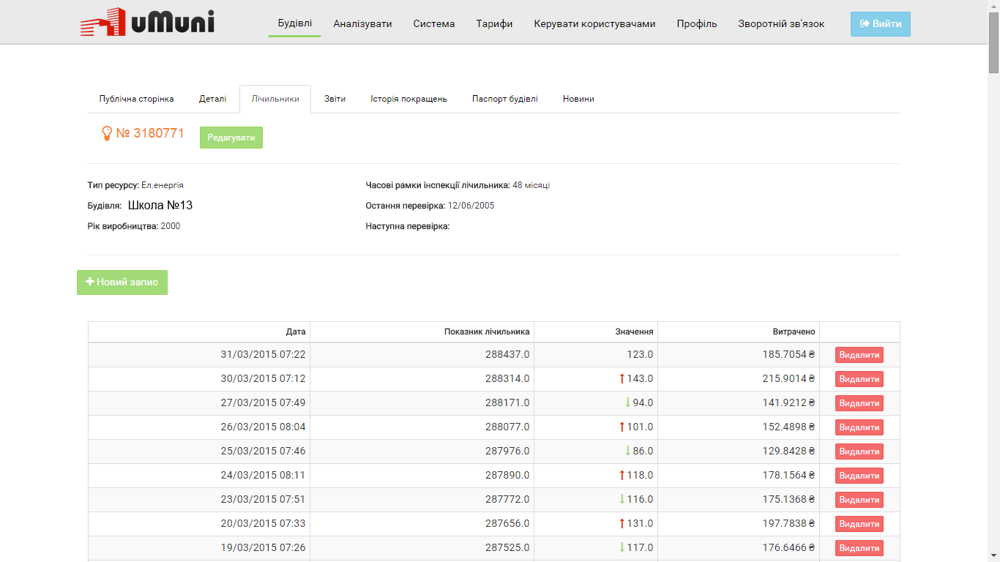 uMuni Будівлі Аналізувати Система Тарифи Керувати користувачами Профіль Зворотній зв'язок Вийти
Публічна сторінка Деталі Лічильники Звіти Історія покращень Паспорт будівлі Новини
№ 3180771 Редагувати
Тип ресурсу: Ел.енергія Часові рамки інспекції лічильника: 48 місяці
Будівля: Школа №13 Остання перевірка: 12/06/2005
Рік виробництва: 2000 Наступна перевірка:
Новий запис
Дата Показник лічильника Значення Витрачено
31/03/2015 07:22 288437.0 123.0 185.7054 ₴ Видалити
30/03/2015 07:12 288314.0 143.0 215.9014 ₴ Видалити
27/03/2015 07:49 288171.0 94.0 141.9212 ₴ Видалити
26/03/2015 08:04 288077.0 101.0 152.4898 ₴ Видалити
25/03/2015 07:46 287976.0 86.0 129.8428 ₴ Видалити
24/03/2015 08:11 287890.0 118.0 178.1564 ₴ Видалити
23/03/2015 07:51 287772.0 116.0 175.1368 ₴ Видалити
20/03/2015 07:33 287656.0 131.0 197.7838 ₴ Видалити
19/03/2015 07:26 287525.0 117.0 176.6466 ₴ Видалити